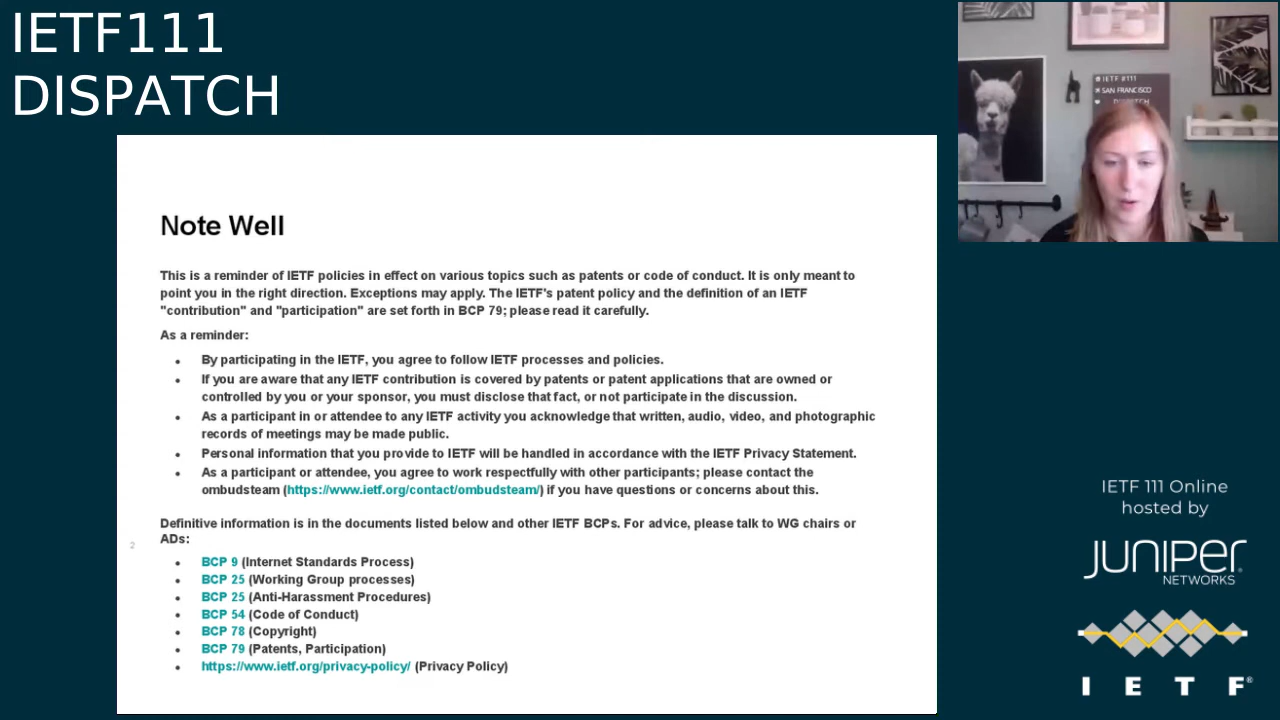 IETF111
DISPATCH
IETF #111
SAN FRANCISCO
DISPATCH
Note Well
This is a reminder of IETF policies in effect on various topics such as patents or code of conduct. It is only meant to
point you in the right direction. Exceptions may apply. The IETF's patent policy and the definition of an IETF
"contribution" and "participation" are set forth in BCP 79; please read it carefully.
As a reminder:
• By participating in the IETF, you agree to follow IETF processes and policies.
• If you are aware that any IETF contribution is covered by patents or patent applications that are owned or
controlled by you or your sponsor, you must disclose that fact, or not participate in the discussion.
• As a participant in or attendee to any IETF activity you acknowledge that written, audio, video, and photographic
records of meetings may be made public.
• Personal information that you provide to IETF will be handled in accordance with the IETF Privacy Statement.
• As a participant or attendee, you agree to work respectfully with other participants; please contact the
ombudsteam (https://www.ietf.org/contact/ombudsteam/) if you have questions or concerns about this.
Definitive information is in the documents listed below and other IETF BCPs. For advice, please talk to WG chairs or
ADs:
2
• BCP 9 (Internet Standards Process)
• BCP 25 (Working Group processes)
• BCP 25 (Anti-Harassment Procedures)
• BCP 54 (Code of Conduct)
• BCP 78 (Copyright)
• BCP 79 (Patents, Participation)
• https://www.ietf.org/privacy-policy/ (Privacy Policy)
IETF 111 Online
hosted by
JUNIPER
NETWORKS
I E T F®